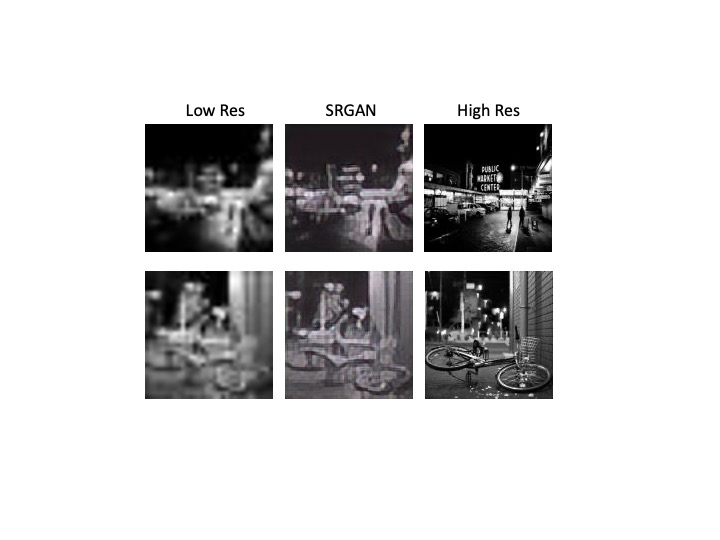 Low Res
SRGAN
High Res
PUBLIC
MARKET
CENTER